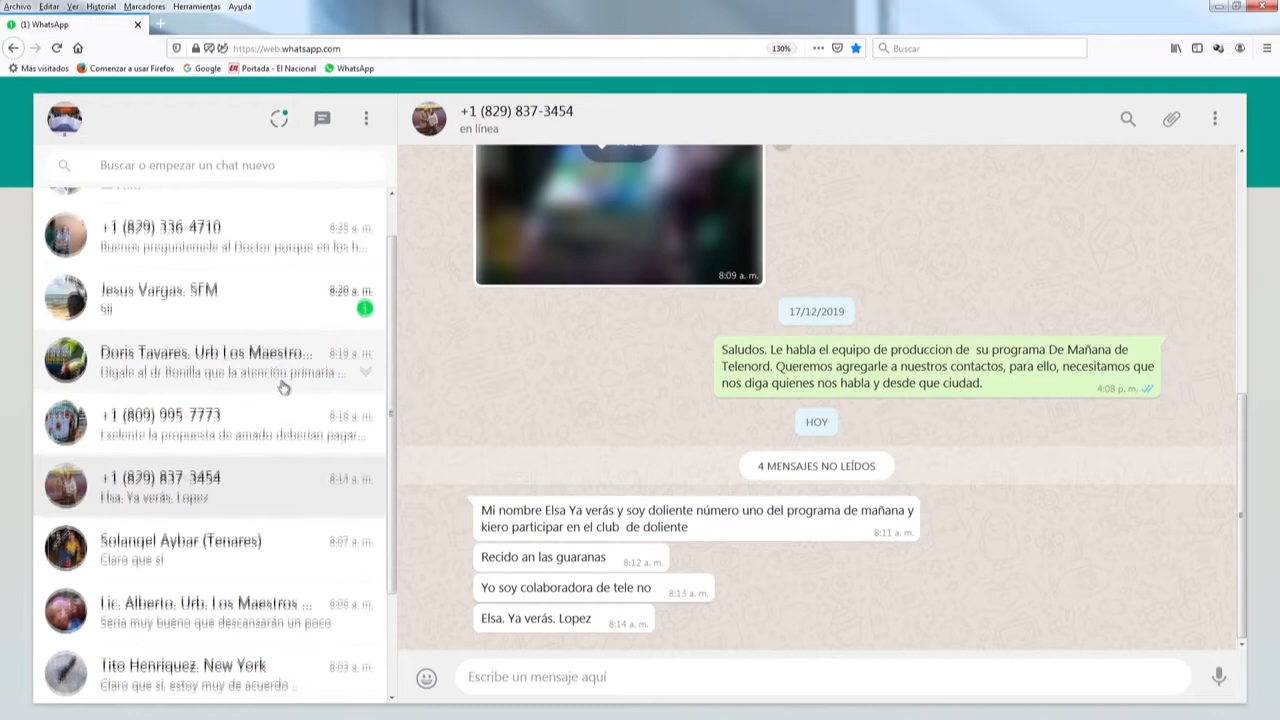 Archivo Editar Ver Historial Marcadores Herramientas Ayuda
(1) WhatsApp
https://web.whatsapp.com
130%
Buscar
Más visitados Comenzar a usar Firefox Google Portada - El Nacional WhatsApp
+1 (829) 837-3454
en línea
Buscar o empezar un chat nuevo
+1 (829) 336 4710
8:25 a. m.
Buenos preguntemele al Doctor porque en los h...
Jesus Vargas. SFM
8:20 a. m.
Sii
1
Doris Tavares. Urb Los Maestro...
8:19 a. m.
Digale al dr Bonilla que la atención primaria ...
+1 (809) 995 7773
8:16 a. m.
Exelente la propuesta de amado deberian pagar...
+1 (829) 837 3454
8:14 a. m.
Elsa. Ya verás. Lopez
Solangel Aybar (Tenares)
8:07 a. m.
Claro que sí
Lic. Alberto. Urb. Los Maestros ...
8:06 a. m.
Seria muy bueno que descansarán un poco
Tito Henriquez. New York
8:03 a. m.
Claro que sí, estoy muy de acuerdo ..
8:09 a. m.
17/12/2019
Saludos. Le habla el equipo de produccion de su programa De Mañana de
Telenord. Queremos agregarle a nuestros contactos, para ello, necesitamos que
nos diga quienes nos habla y desde que ciudad.
4:08 p. m.
HOY
4 MENSAJES NO LEÍDOS
Mi nombre Elsa Ya verás y soy doliente número uno del programa de mañana y
kiero participar en el club de doliente
8:11 a. m.
Recido an las guaranas
8:12 a. m.
Yo soy colaboradora de tele no
8:13 a. m.
Elsa. Ya verás. Lopez
8:14 a. m.
Escribe un mensaje aquí